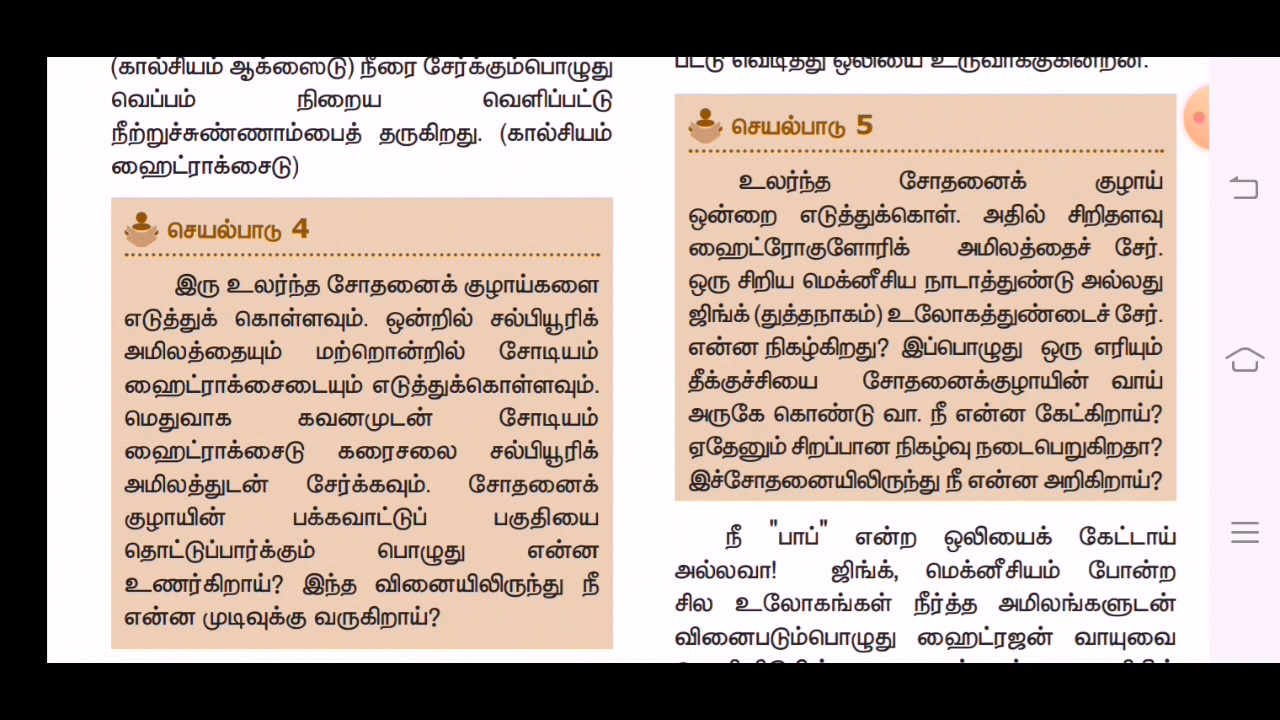 (கால்சியம் ஆக்ஸைடு) நீரை சேர்க்கும்பொழுது
வெப்பம் நிறைய வெளிப்பட்டு
நீற்றுச்சுண்ணாம்பைத் தருகிறது. (கால்சியம்
ஹைட்ராக்சைடு)
செயல்பாடு 4
இரு உலர்ந்த சோதனைக் குழாய்களை
எடுத்துக் கொள்ளவும். ஒன்றில் சல்பியூரிக்
அமிலத்தையும் மற்றொன்றில் சோடியம்
ஹைட்ராக்சைடையும் எடுத்துக்கொள்ளவும்.
மெதுவாக கவனமுடன் சோடியம்
ஹைட்ராக்சைடு கரைசலை சல்பியூரிக்
அமிலத்துடன் சேர்க்கவும். சோதனைக்
குழாயின் பக்கவாட்டுப் பகுதியை
தொட்டுப்பார்க்கும் பொழுது என்ன
உணர்கிறாய்? இந்த வினையிலிருந்து நீ
என்ன முடிவுக்கு வருகிறாய்?
பட்டு வெடித்து ஒலியை உருவாக்குகின்றன.
செயல்பாடு 5
உலர்ந்த சோதனைக் குழாய்
ஒன்றை எடுத்துக்கொள். அதில் சிறிதளவு
ஹைட்ரோகுளோரிக் அமிலத்தைச் சேர்.
ஒரு சிறிய மெக்னீசிய நாடாத்துண்டு அல்லது
ஜிங்க் (துத்தநாகம்) உலோகத்துண்டைச் சேர்.
என்ன நிகழ்கிறது? இப்பொழுது ஒரு எரியும்
தீக்குச்சியை சோதனைக்குழாயின் வாய்
அருகே கொண்டு வா. நீ என்ன கேட்கிறாய்?
ஏதேனும் சிறப்பான நிகழ்வு நடைபெறுகிறதா?
இச்சோதனையிலிருந்து நீ என்ன அறிகிறாய்?
நீ "பாப்" என்ற ஒலியைக் கேட்டாய்
அல்லவா! ஜிங்க், மெக்னீசியம் போன்ற
சில உலோகங்கள் நீர்த்த அமிலங்களுடன்
வினைபடும்பொழுது ஹைட்ரஜன் வாயுவை